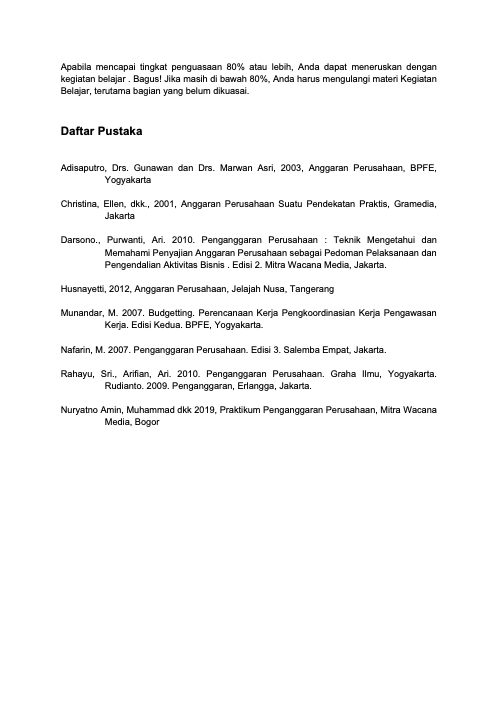 Apabila mencapai tingkat penguasaan 80% atau lebih, Anda dapat meneruskan dengan
kegiatan belajar . Bagus! Jika masih di bawah 80%, Anda harus mengulangi materi Kegiatan
Belajar, terutama bagian yang belum dikuasai.
Daftar Pustaka
Adisaputro, Drs. Gunawan dan Drs. Marwan Asri, 2003, Anggaran Perusahaan, BPFE,
Yogyakarta
Christina, Ellen, dkk., 2001, Anggaran Perusahaan Suatu Pendekatan Praktis, Gramedia,
Jakarta
Darsono., Purwanti, Ari. 2010. Penganggaran Perusahaan : Teknik Mengetahui dan
Memahami Penyajian Anggaran Perusahaan sebagai Pedoman Pelaksanaan dan
Pengendalian Aktivitas Bisnis . Edisi 2. Mitra Wacana Media, Jakarta.
Husnayetti, 2012, Anggaran Perusahaan, Jelajah Nusa, Tangerang
Munandar, M. 2007. Budgetting. Perencanaan Kerja Pengkoordinasian Kerja Pengawasan
Kerja. Edisi Kedua. BPFE, Yogyakarta.
Nafarin, M. 2007. Penganggaran Perusahaan. Edisi 3. Salemba Empat, Jakarta.
Rahayu, Sri., Arifian, Ari. 2010. Penganggaran Perusahaan. Graha Ilmu, Yogyakarta.
Rudianto. 2009. Penganggaran, Erlangga, Jakarta.
Nuryatno Amin, Muhammad dkk 2019, Praktikum Penganggaran Perusahaan, Mitra Wacana
Media, Bogor